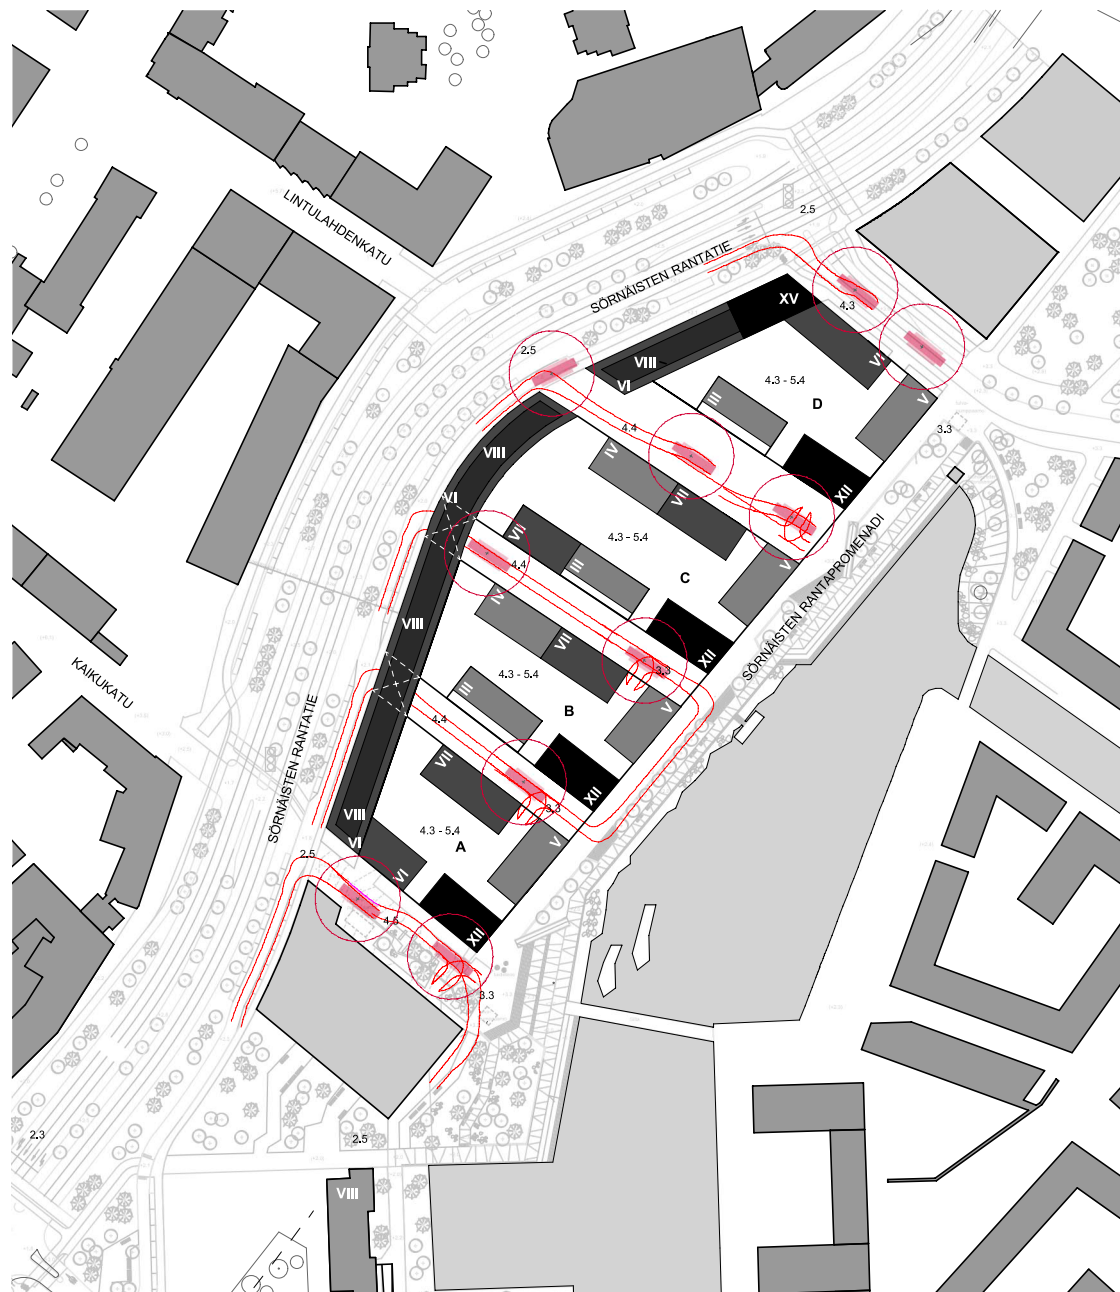 LINTULAHDENKATU
2.5
SÖRNÄISTEN RANTATIE
XV
4.3
2.5
VIII
VI
VI
4.3 - 5.4
V
III
D
4.4
3.3
VIII
IV
VII
XII
VI
VII
4.3 - 5.4
4.4
III
C
V
SÖRNÄISTEN RANTAPROMENADI
IV
VIII
VII
XII
3.3
KAIKUKATU
4.3 - 5.4
III
B
V
4.4
SÖRNÄISTEN RANTATIE
VII
XII
3.3
VIII
4.3 - 5.4
VI
A
V
2.5
VI
4.5
XII
3.3
2.3
2.5
VIII